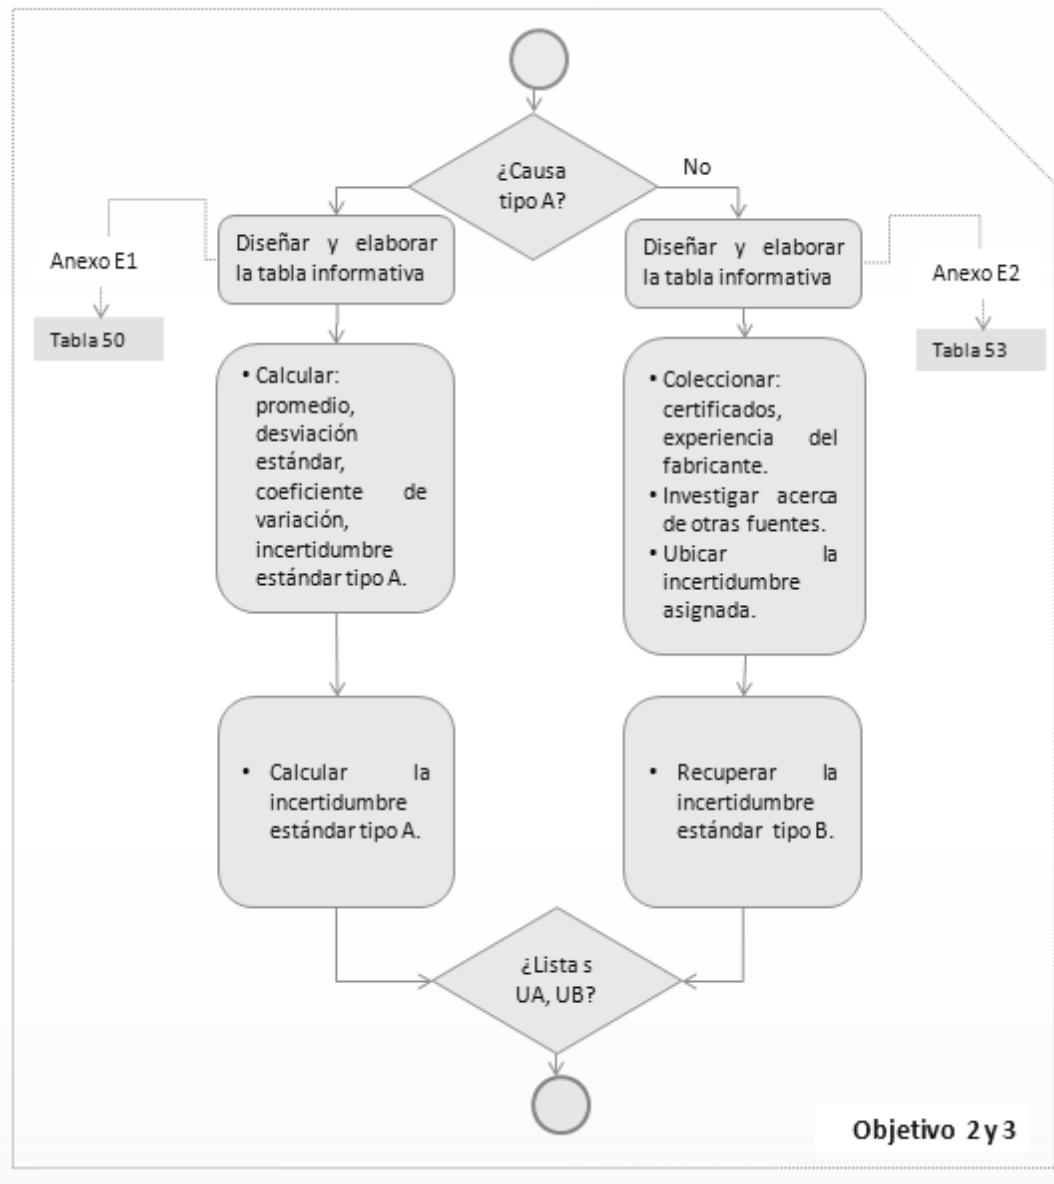 ¿Causa
tipo A?
No
Anexo E1
Tabla 50
Diseñar y elaborar
la tabla informativa
Diseñar y elaborar
la tabla informativa
Anexo E2
Tabla 53
• Calcular:
promedio,
desviación
estándar,
coeficiente de
variación,
incertidumbre
estándar tipo A.
• Coleccionar:
certificados,
experiencia del
fabricante.
• Investigar acerca
de otras fuentes.
• Ubicar la
incertidumbre
asignada.
• Calcular la
incertidumbre
estándar tipo A.
• Recuperar la
incertidumbre
estándar tipo B.
¿Lista s
UA, UB?
Objetivo 2 y 3